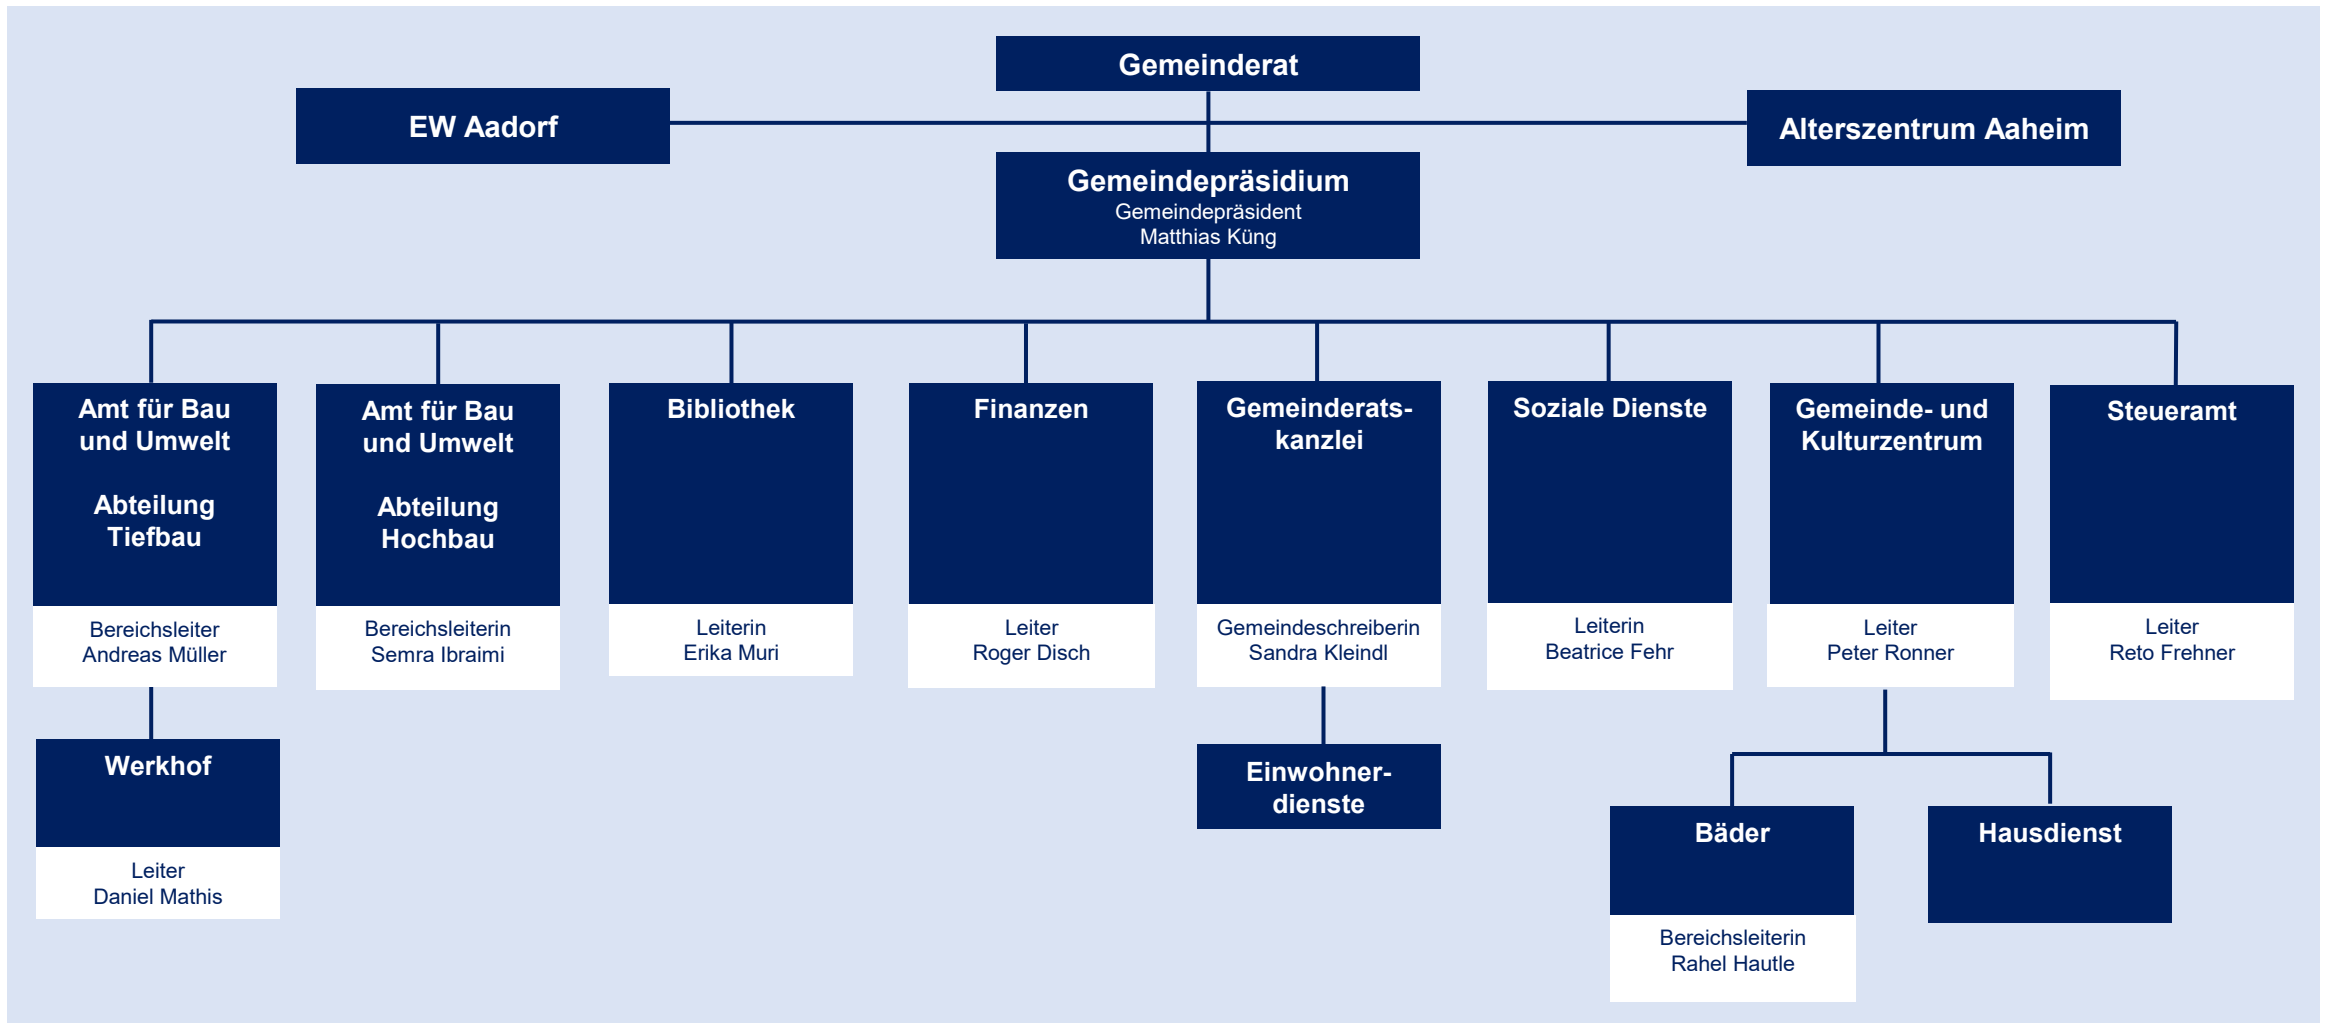 Gemeinderat
EW Aadorf
Alterszentrum Aaheim
Gemeindepräsidium
Gemeindepräsident
Matthias Küng
Amt für Bau
und Umwelt
Abteilung
Tiefbau
Bereichsleiter
Andreas Müller
Amt für Bau
und Umwelt
Abteilung
Hochbau
Bereichsleiterin
Semra Ibraimi
Bibliothek
Leiterin
Erika Muri
Finanzen
Leiter
Roger Disch
Gemeinderats-
kanzlei
Gemeindeschreiberin
Sandra Kleindl
Soziale Dienste
Leiterin
Beatrice Fehr
Gemeinde- und
Kulturzentrum
Leiter
Peter Ronner
Steueramt
Leiter
Reto Frehner
Werkhof
Leiter
Daniel Mathis
Einwohner-
dienste
Bäder
Bereichsleiterin
Rahel Hautle
Hausdienst